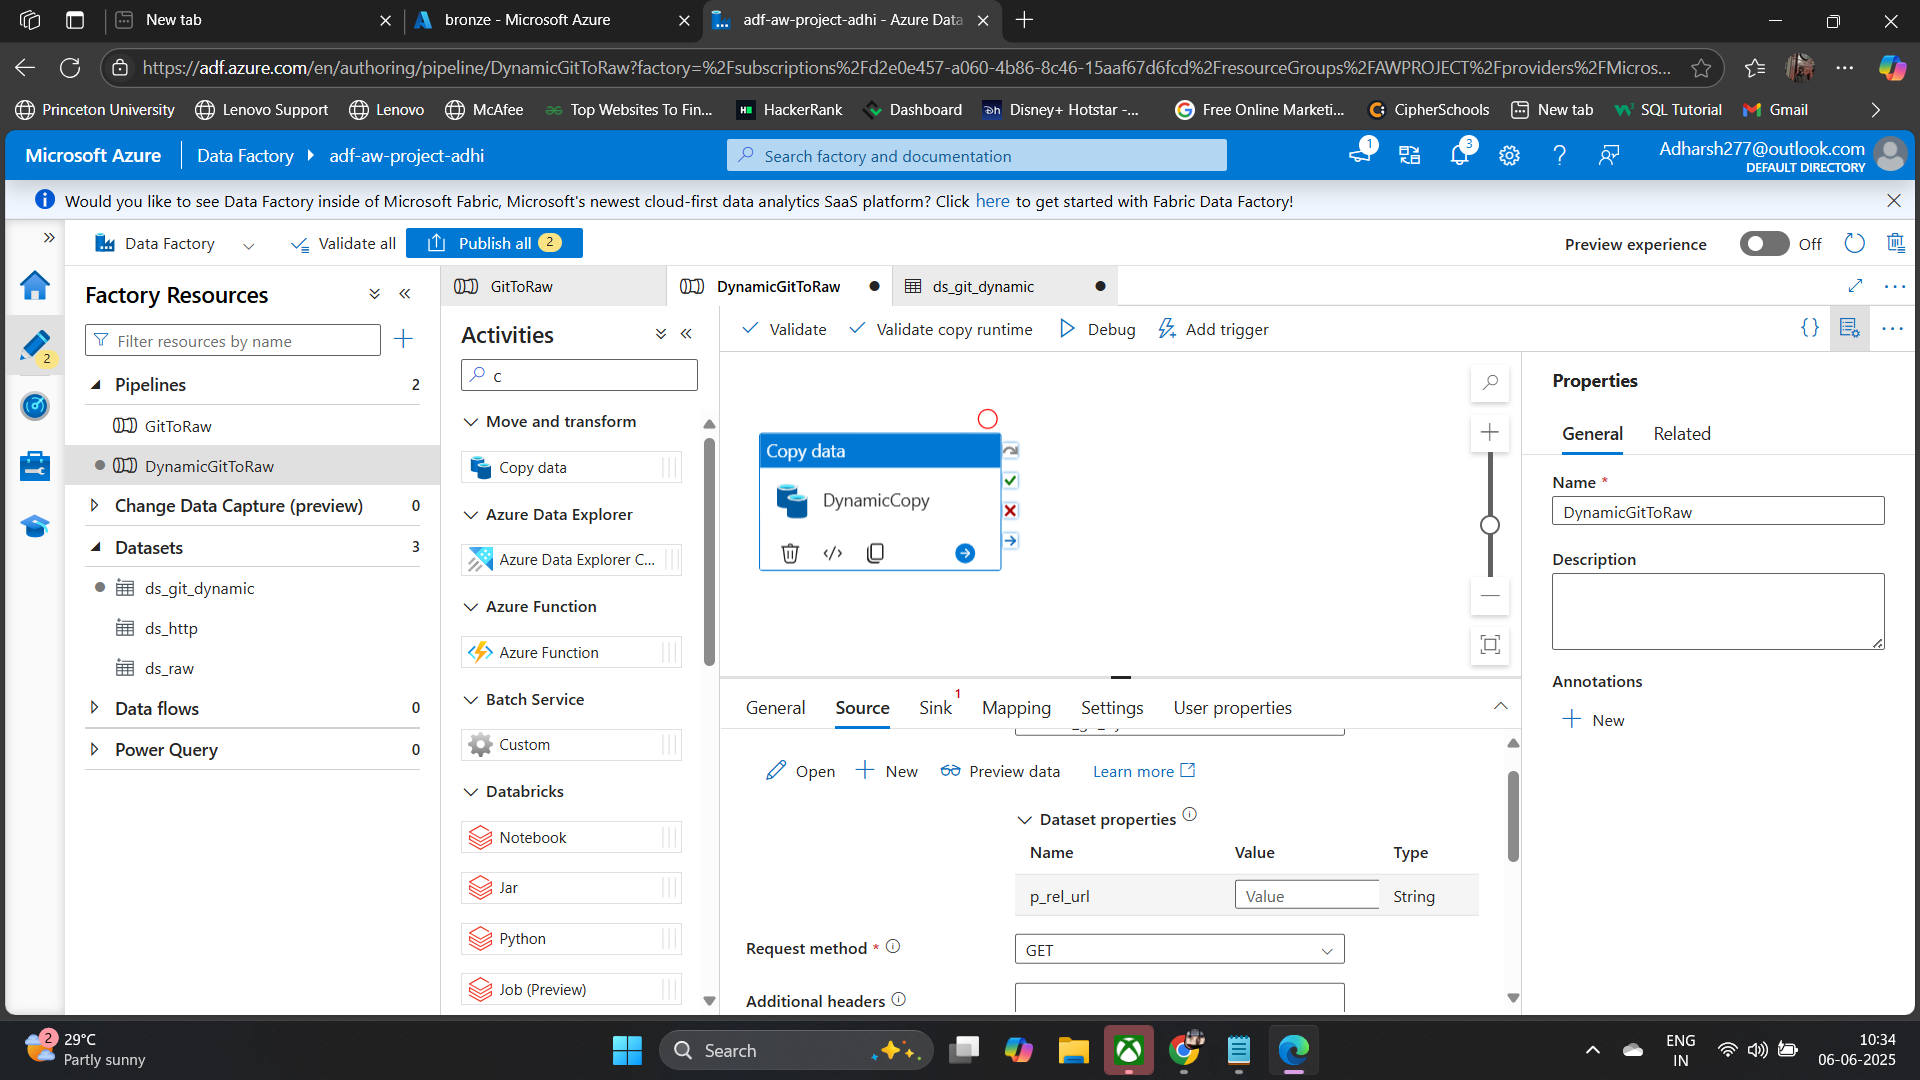 New tab
bronze - Microsoft Azure
adf-aw-project-adhi - Azure Data
https://adf.azure.com/en/authoring/pipeline/DynamicGitToRaw?factory=%2Fsubscriptions%2Fd2e0e457-a060-4b86-8c46-15aaf67d6fcd%2FresourceGroups%2FAWPROJECT%2Fproviders%2FMicros...
Princeton University
Lenovo Support
Lenovo
McAfee
Top Websites To Fin...
HackerRank
Dashboard
Disney+ Hotstar -...
Free Online Marketi...
CipherSchools
New tab
SQL Tutorial
Gmail
Microsoft Azure
Data Factory
adf-aw-project-adhi
Search factory and documentation
1
3
Adharsh277@outlook.com
DEFAULT DIRECTORY
Would you like to see Data Factory inside of Microsoft Fabric, Microsoft's newest cloud-first data analytics SaaS platform? Click here to get started with Fabric Data Factory!
Data Factory
Validate all
Publish all 2
Preview experience
Off
2
Factory Resources
Filter resources by name
Pipelines 2
GitToRaw
DynamicGitToRaw
Change Data Capture (preview) 0
Datasets 3
ds_git_dynamic
ds_http
ds_raw
Data flows 0
Power Query 0
GitToRaw
DynamicGitToRaw
ds_git_dynamic
Activities
c
Move and transform
Copy data
Azure Data Explorer
Azure Data Explorer C...
Azure Function
Azure Function
Batch Service
Custom
Databricks
Notebook
Jar
Python
Job (Preview)
Validate
Validate copy runtime
Debug
Add trigger
Copy data
DynamicCopy
General
Source
Sink 1
Mapping
Settings
User properties
Open
New
Preview data
Learn more
Dataset properties
Name Value Type
p_rel_url Value String
Request method *
GET
Additional headers
Properties
General
Related
Name *
DynamicGitToRaw
Description
Annotations
New
2
29°C
Partly sunny
Search
ENG
IN
10:34
06-06-2025